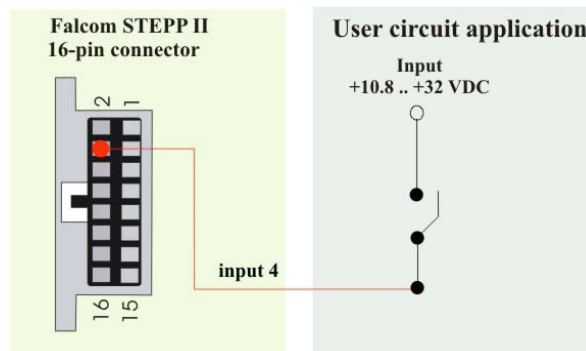 Falcom STEPP II
16-pin connector
2 1
input 4
16 15
User circuit application
Input
+10.8 .. +32 VDC